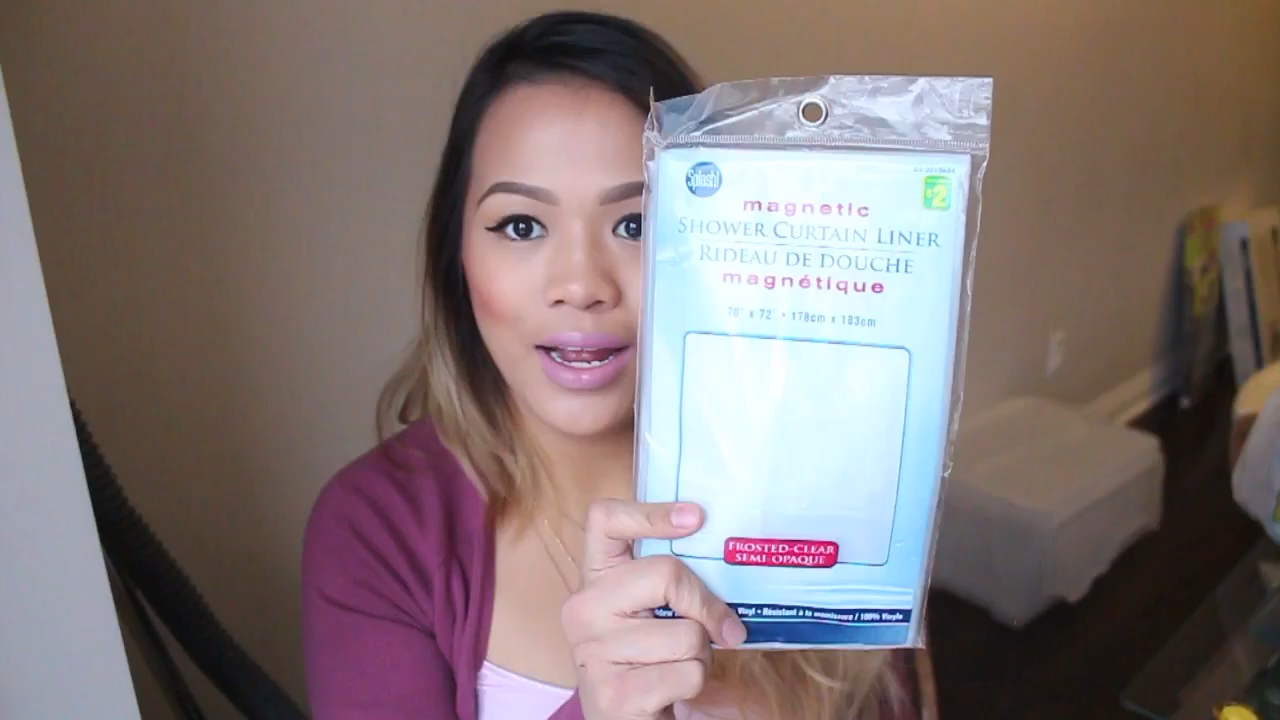 Splash!
$2
magnetic
SHOWER CURTAIN LINER
RIDEAU DE DOUCHE
magnétique
70" x 72" • 178cm x 183cm
FROSTED-CLEAR
SEMI-OPAQUE
Vinyl • Résistant à la moisissure / 100% Vinyle